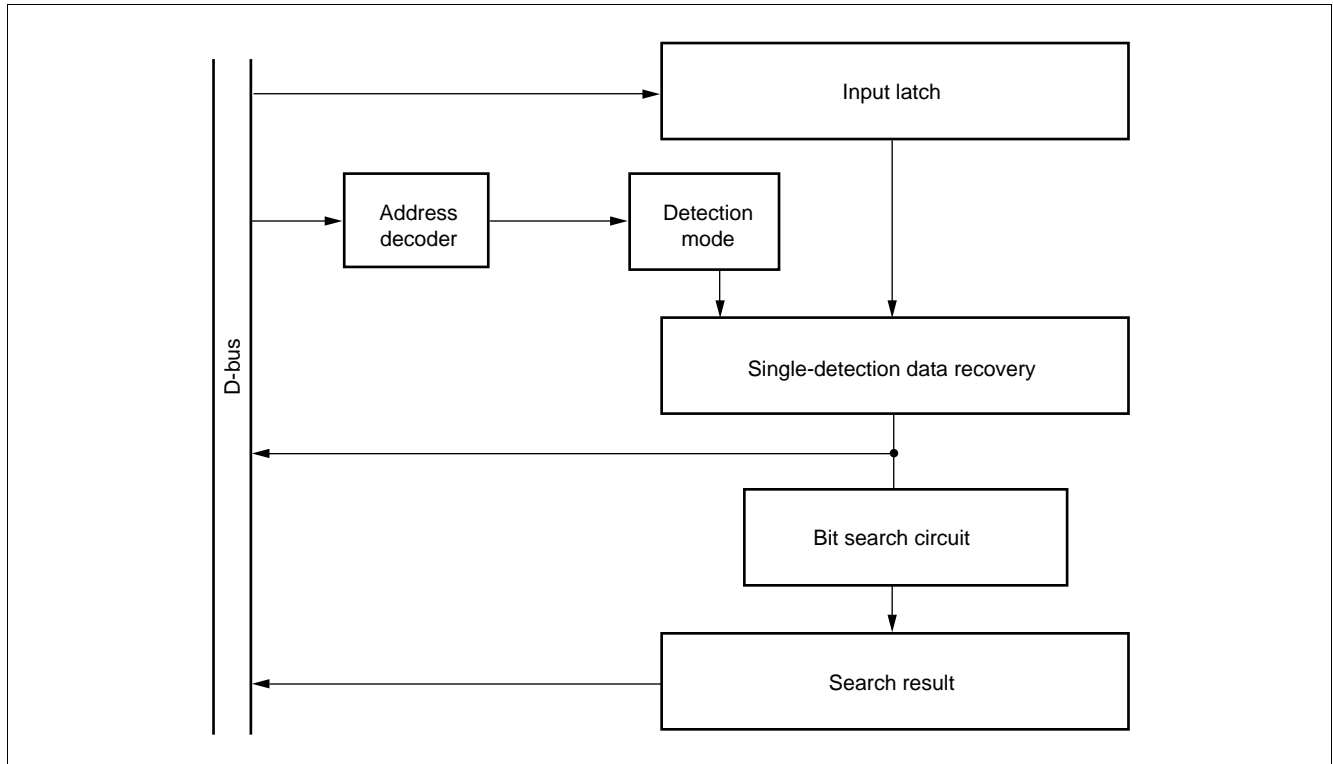 Input latch
Address
decoder
Detection
mode
D-bus
Single-detection data recovery
Bit search circuit
Search result